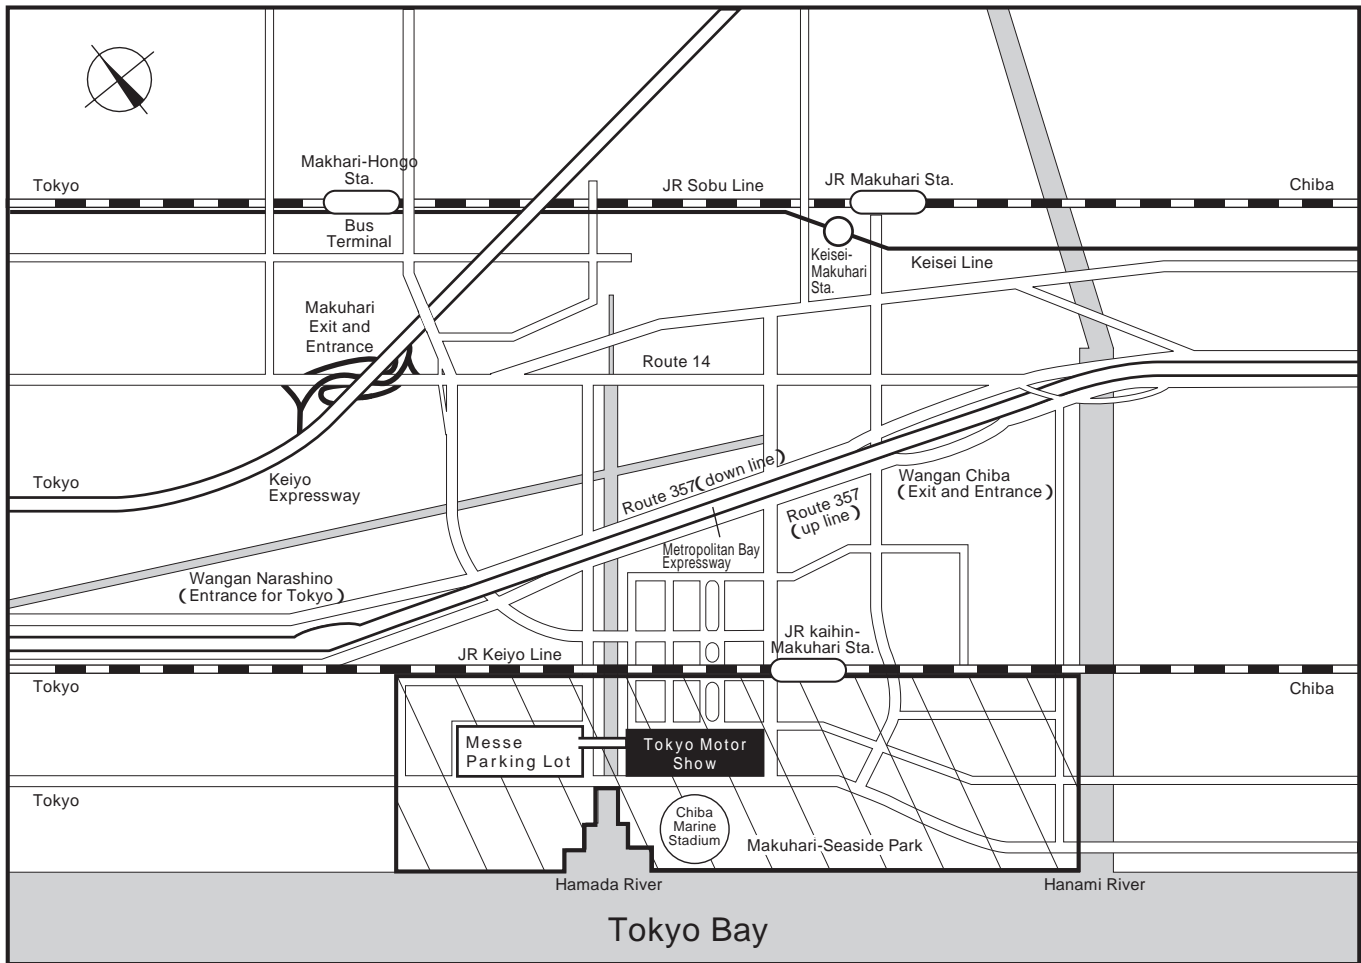 Makhari-Hongo
Sta.
Tokyo
JR Sobu Line
JR Makuhari Sta.
Chiba
Bus
Terminal
Keisei-
Makuhari
Sta.
Keisei Line
Makuhari
Exit and
Entrance
Route 14
Tokyo
Keiyo
Expressway
Route 357(down line)
Route 357
(up line)
Wangan Chiba
(Exit and Entrance)
Metropolitan Bay
Expressway
Wangan Narashino
(Entrance for Tokyo)
JR Keiyo Line
JR kaihin-
Makuhari Sta.
Tokyo
Chiba
Messe
Parking Lot
Tokyo Motor
Show
Tokyo
Chiba
Marine
Stadium
Makuhari-Seaside Park
Hamada River
Hanami River
Tokyo Bay